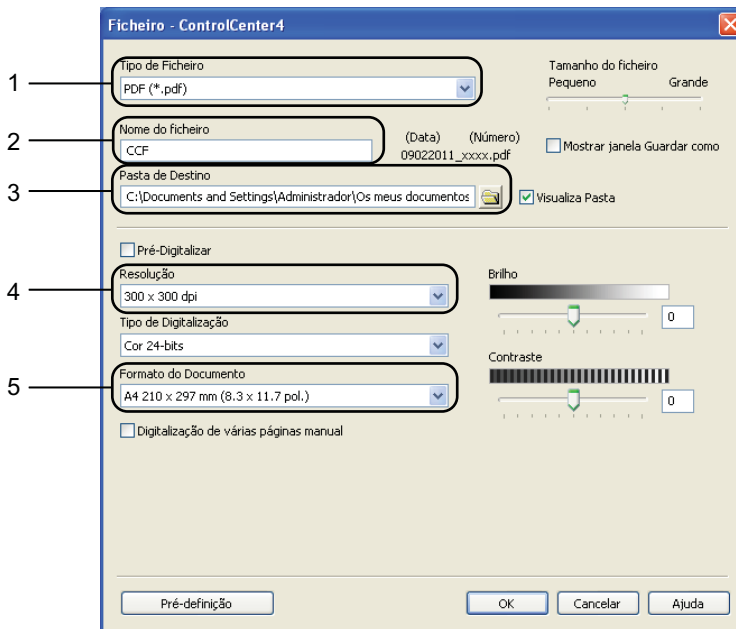 Ficheiro - ControlCenter4
1
Tipo de Ficheiro
PDF (*.pdf)
Tamanho do ficheiro
Pequeno Grande
2
Nome do ficheiro
CCF
(Data) (Número)
09022011_xxxx.pdf
Mostrar janela Guardar como
3
Pasta de Destino
C:\Documents and Settings\Administrador\Os meus documentos
Visualiza Pasta
Pré-Digitalizar
4
Resolução
300 x 300 dpi
Brilho
0
Tipo de Digitalização
Cor 24-bits
Contraste
0
5
Formato do Documento
A4 210 x 297 mm (8.3 x 11.7 pol.)
Digitalização de várias páginas manual
Pré-definição OK Cancelar Ajuda